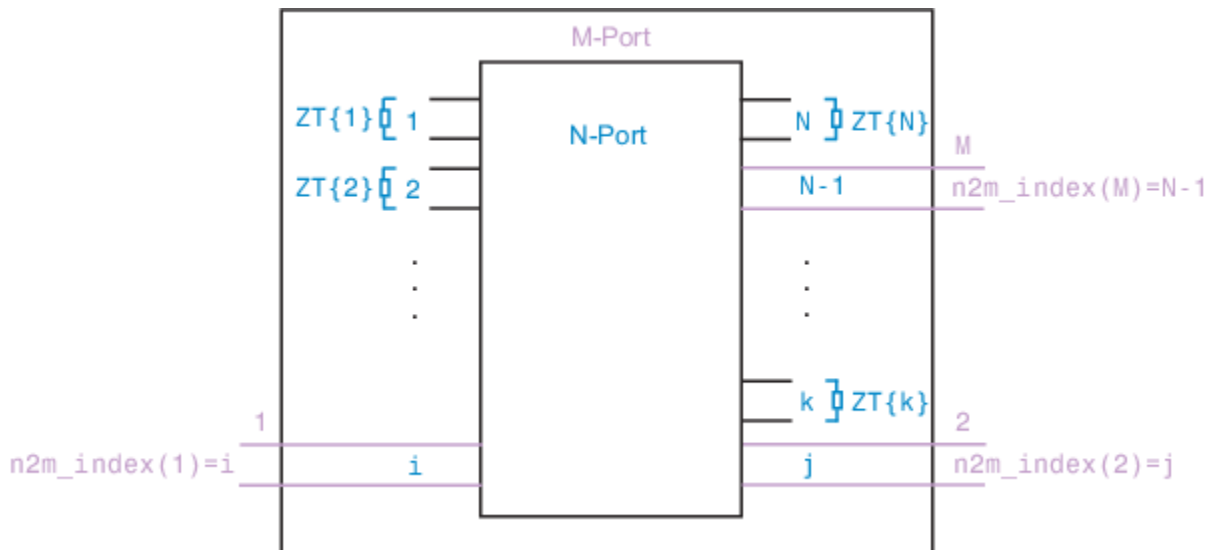 M-Port
ZT{1} 1
N ZT{N}
N-Port
M
ZT{2} 2
N-1
n2m_index(M)=N-1
k ZT{k}
1
2
n2m_index(1)=i
i
j
n2m_index(2)=j